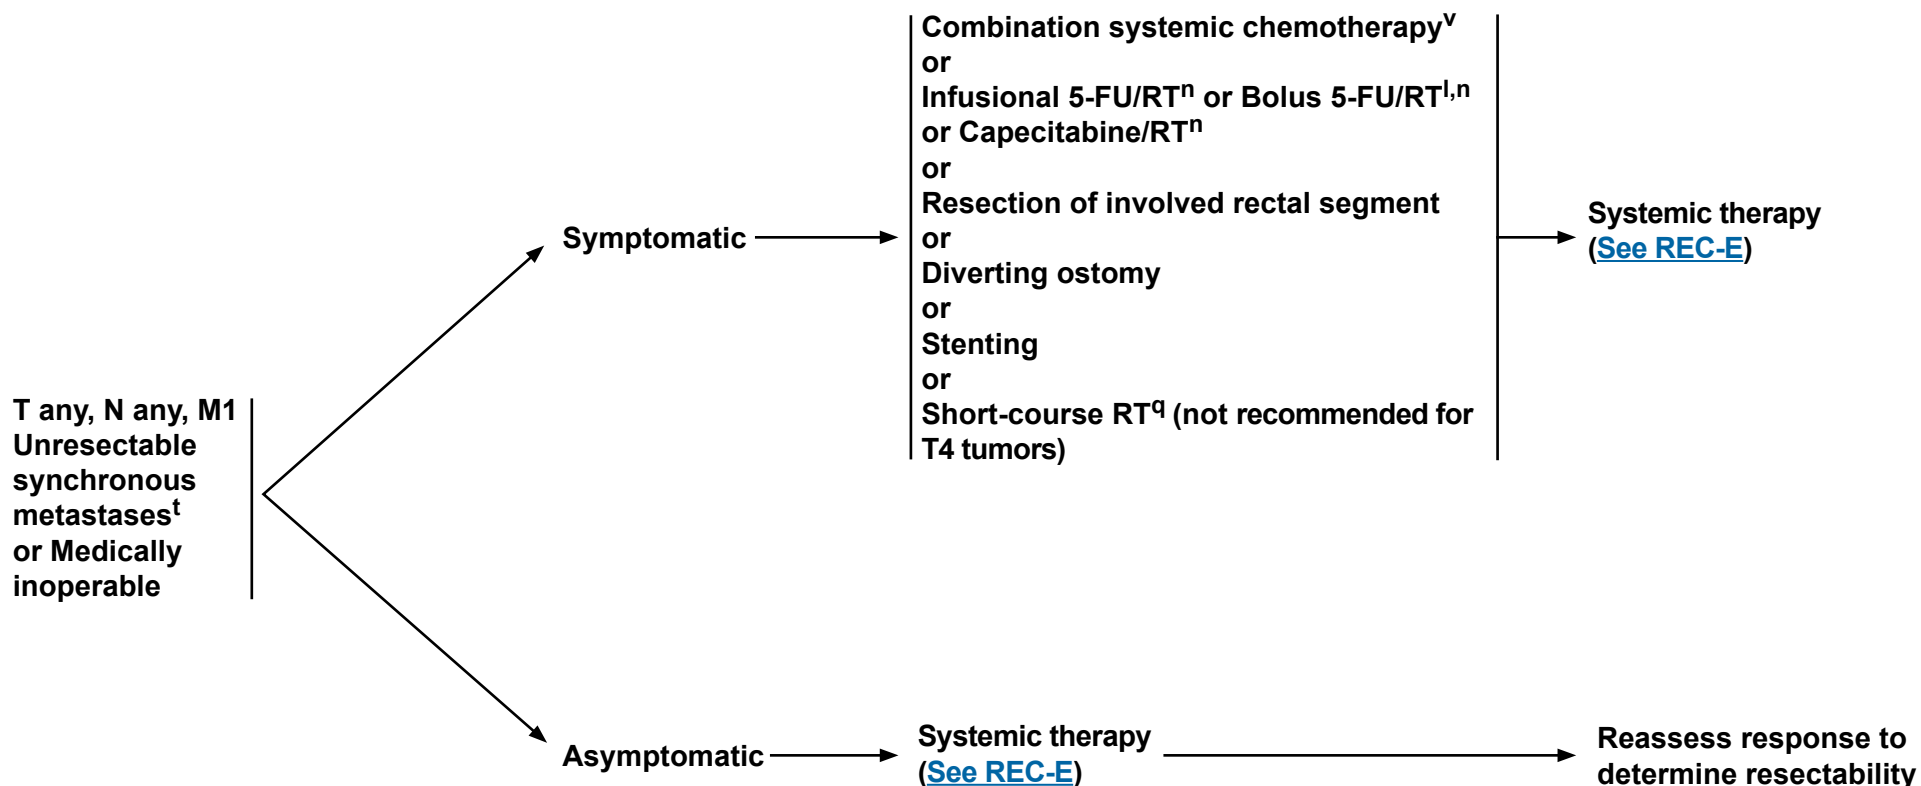 T any, N any, M1
Unresectable
synchronous
metastasesᵗ
or Medically
inoperable
Symptomatic
Combination systemic chemotherapyᵛ
or
Infusional 5-FU/RTⁿ or Bolus 5-FU/RTˡ,ⁿ
or Capecitabine/RTⁿ
or
Resection of involved rectal segment
or
Diverting ostomy
or
Stenting
or
Short-course RT^q (not recommended for
T4 tumors)
Systemic therapy
(See REC-E)
Asymptomatic
Systemic therapy
(See REC-E)
Reassess response to
determine resectability